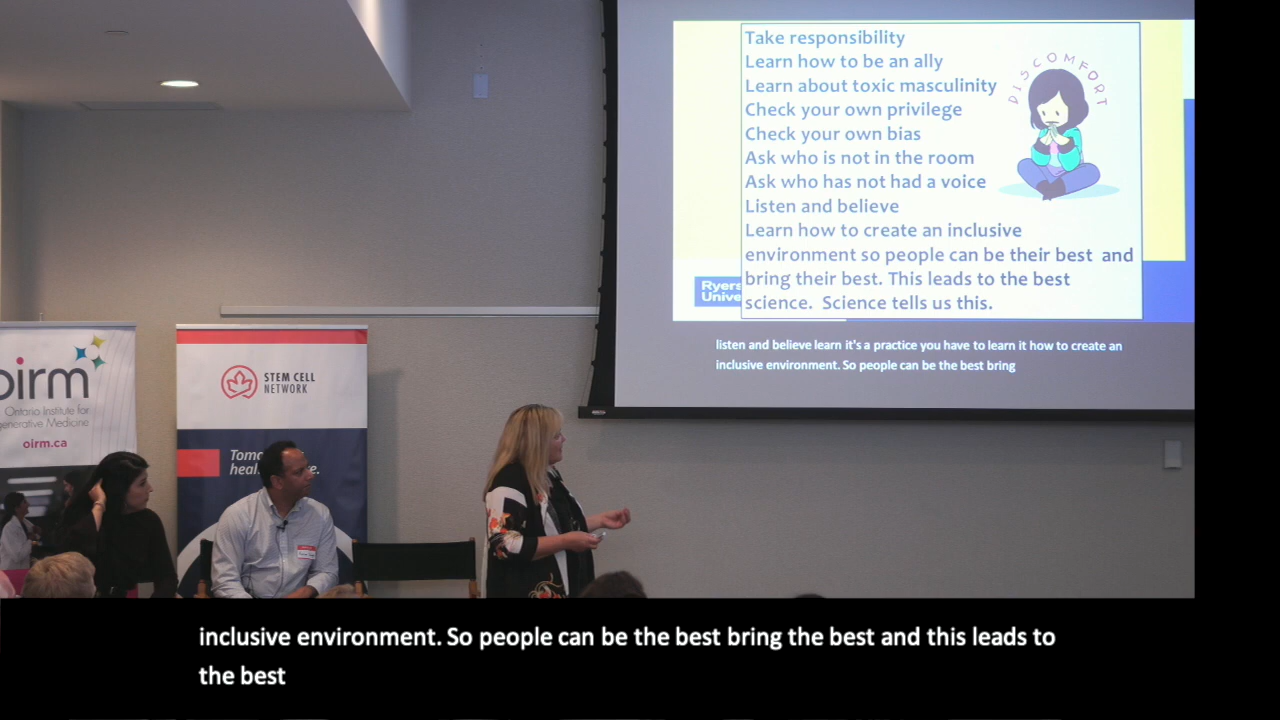 Take responsibility
Learn how to be an ally
Learn about toxic masculinity
Check your own privilege
Check your own bias
Ask who is not in the room
Ask who has not had a voice
Listen and believe
Learn how to create an inclusive
environment so people can be their best and
bring their best. This leads to the best
science. Science tells us this.
DISCOMFORT
Ryers
Unive
listen and believe learn it's a practice you have to learn it how to create an
inclusive environment. So people can be the best bring
oirm
Ontario Institute for
generative Medicine
oirm.ca
STEM CELL
NETWORK
Tomo
heal re.
inclusive environment. So people can be the best bring the best and this leads to
the best